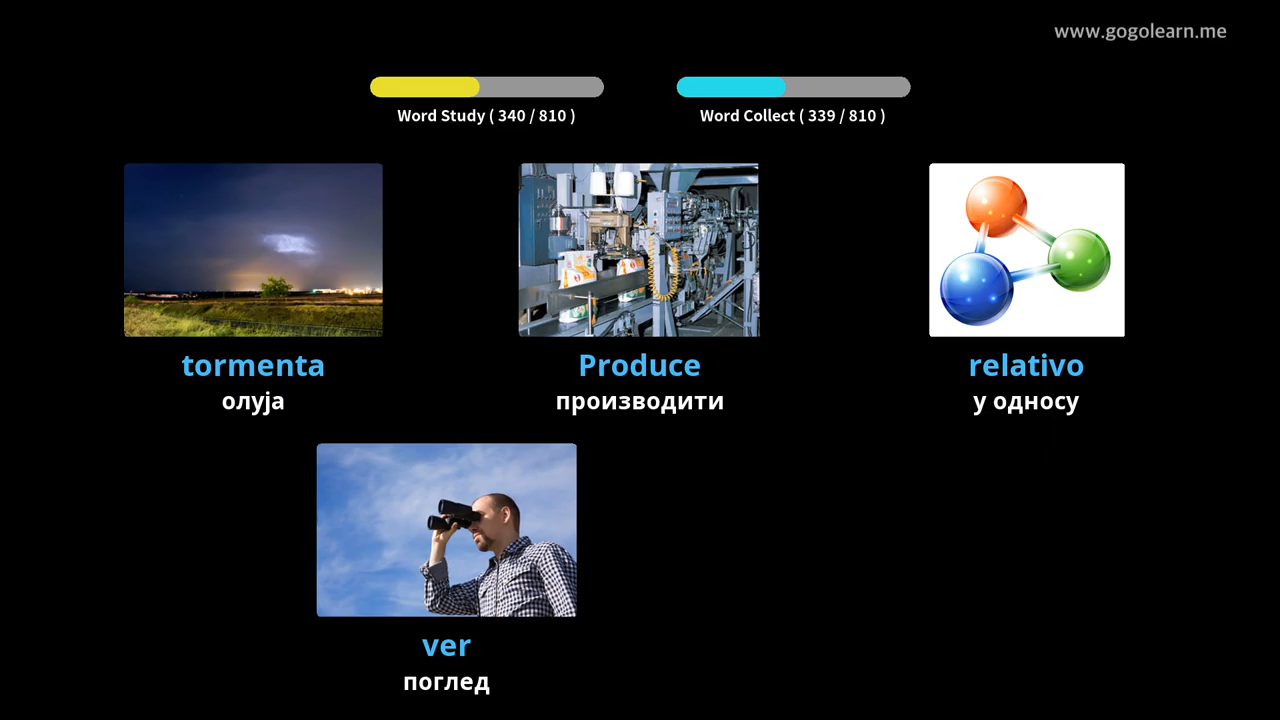 www.gogolearn.me
Word Study ( 340 / 810 )
Word Collect ( 339 / 810 )
tormenta
олуја
Produce
производити
relativo
у односу
ver
поглед